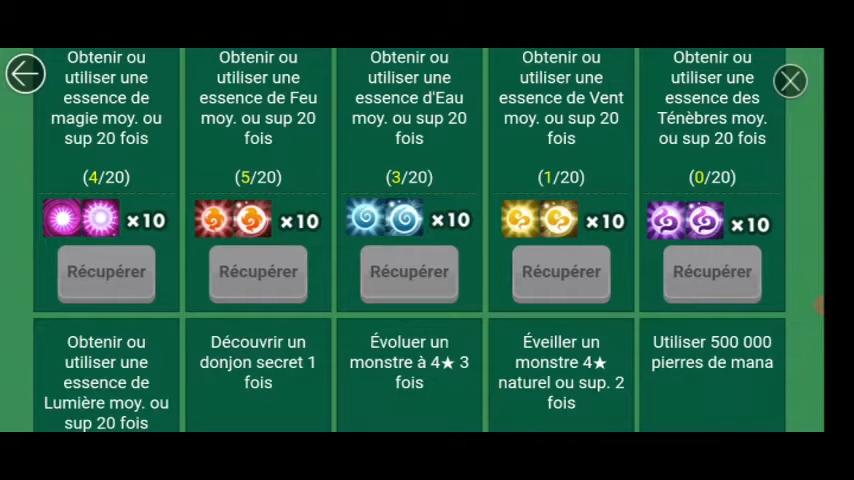 Obtenir ou
utiliser une
essence de
magie moy. ou
sup 20 fois
(4/20)
×10
Récupérer
Obtenir ou
utiliser une
essence de Feu
moy. ou sup 20
fois
(5/20)
×10
Récupérer
Obtenir ou
utiliser une
essence d'Eau
moy. ou sup 20
fois
(3/20)
×10
Récupérer
Obtenir ou
utiliser une
essence de Vent
moy. ou sup 20
fois
(1/20)
×10
Récupérer
Obtenir ou
utiliser une
essence des
Ténèbres moy.
ou sup 20 fois
(0/20)
×10
Récupérer
Obtenir ou
utiliser une
essence de
Lumière moy. ou
sup 20 fois
Découvrir un
donjon secret 1
fois
Évoluer un
monstre à 4★ 3
fois
Éveiller un
monstre 4★
naturel ou sup. 2
fois
Utiliser 500 000
pierres de mana